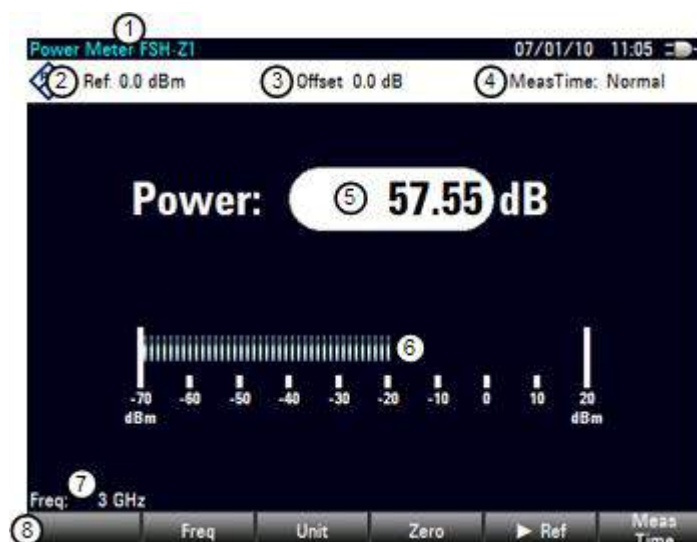 1
Power Meter FSH-Z1 07/01/10 11:05
2 Ref: 0.0 dBm 3 Offset 0.0 dB 4 MeasTime: Normal
Power: 5 57.55 dB
6
-70 -60 -50 -40 -30 -20 -10 0 10 20
dBm dBm
7
Freq: 3 GHz
8 Freq Unit Zero ► Ref Meas Time